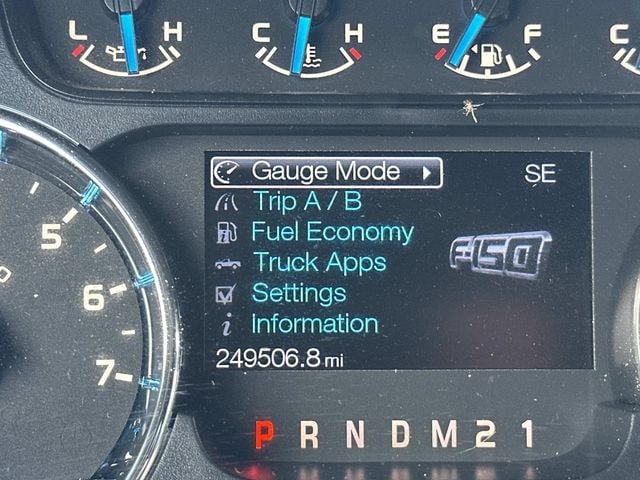 L H C H E F C
Gauge Mode SE
Trip A / B
Fuel Economy
F-150
Truck Apps
Settings
Information
249506.8 mi
5
6
7
P R N D M 2 1